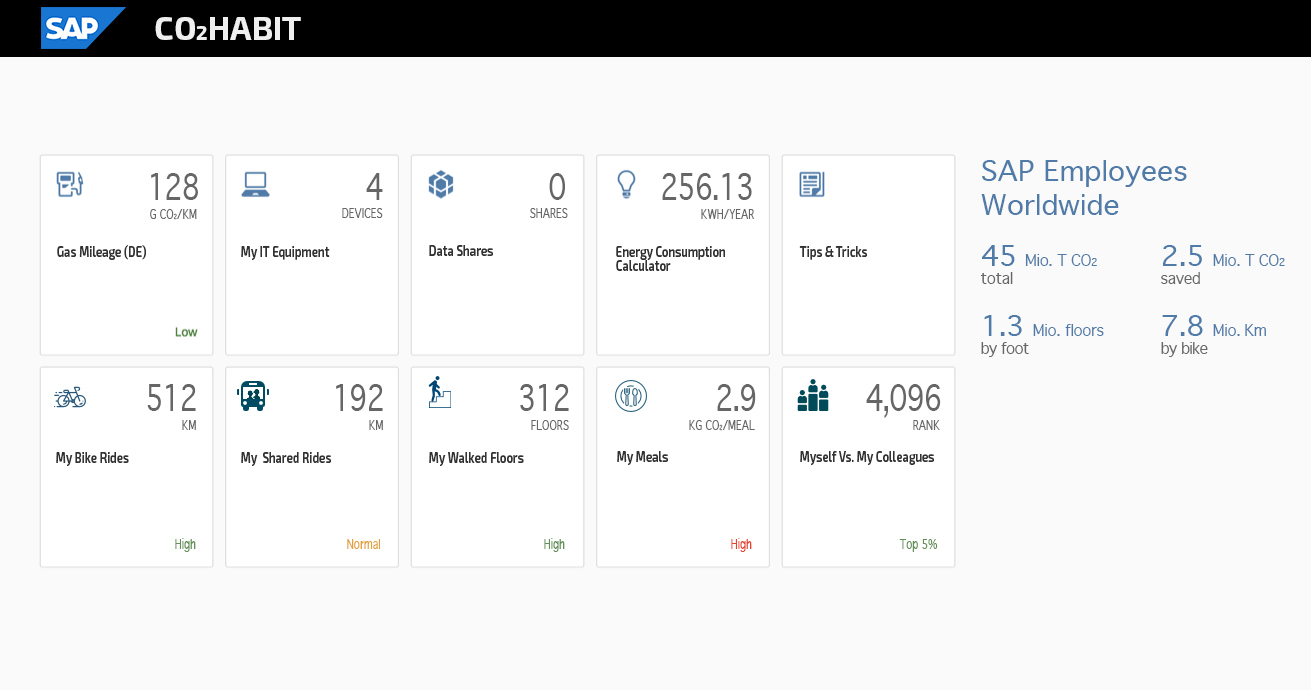 SAP CO₂HABIT
128
G CO₂/KM
Gas Mileage (DE)
Low
4
DEVICES
My IT Equipment
0
SHARES
Data Shares
256.13
KWH/YEAR
Energy Consumption
Calculator
Tips & Tricks
512
KM
My Bike Rides
High
192
KM
My Shared Rides
Normal
312
FLOORS
My Walked Floors
High
2.9
KG CO₂/MEAL
My Meals
High
4,096
RANK
Myself Vs. My Colleagues
Top 5%
SAP Employees
Worldwide
45 Mio. T CO₂
total
2.5 Mio. T CO₂
saved
1.3 Mio. floors
by foot
7.8 Mio. Km
by bike